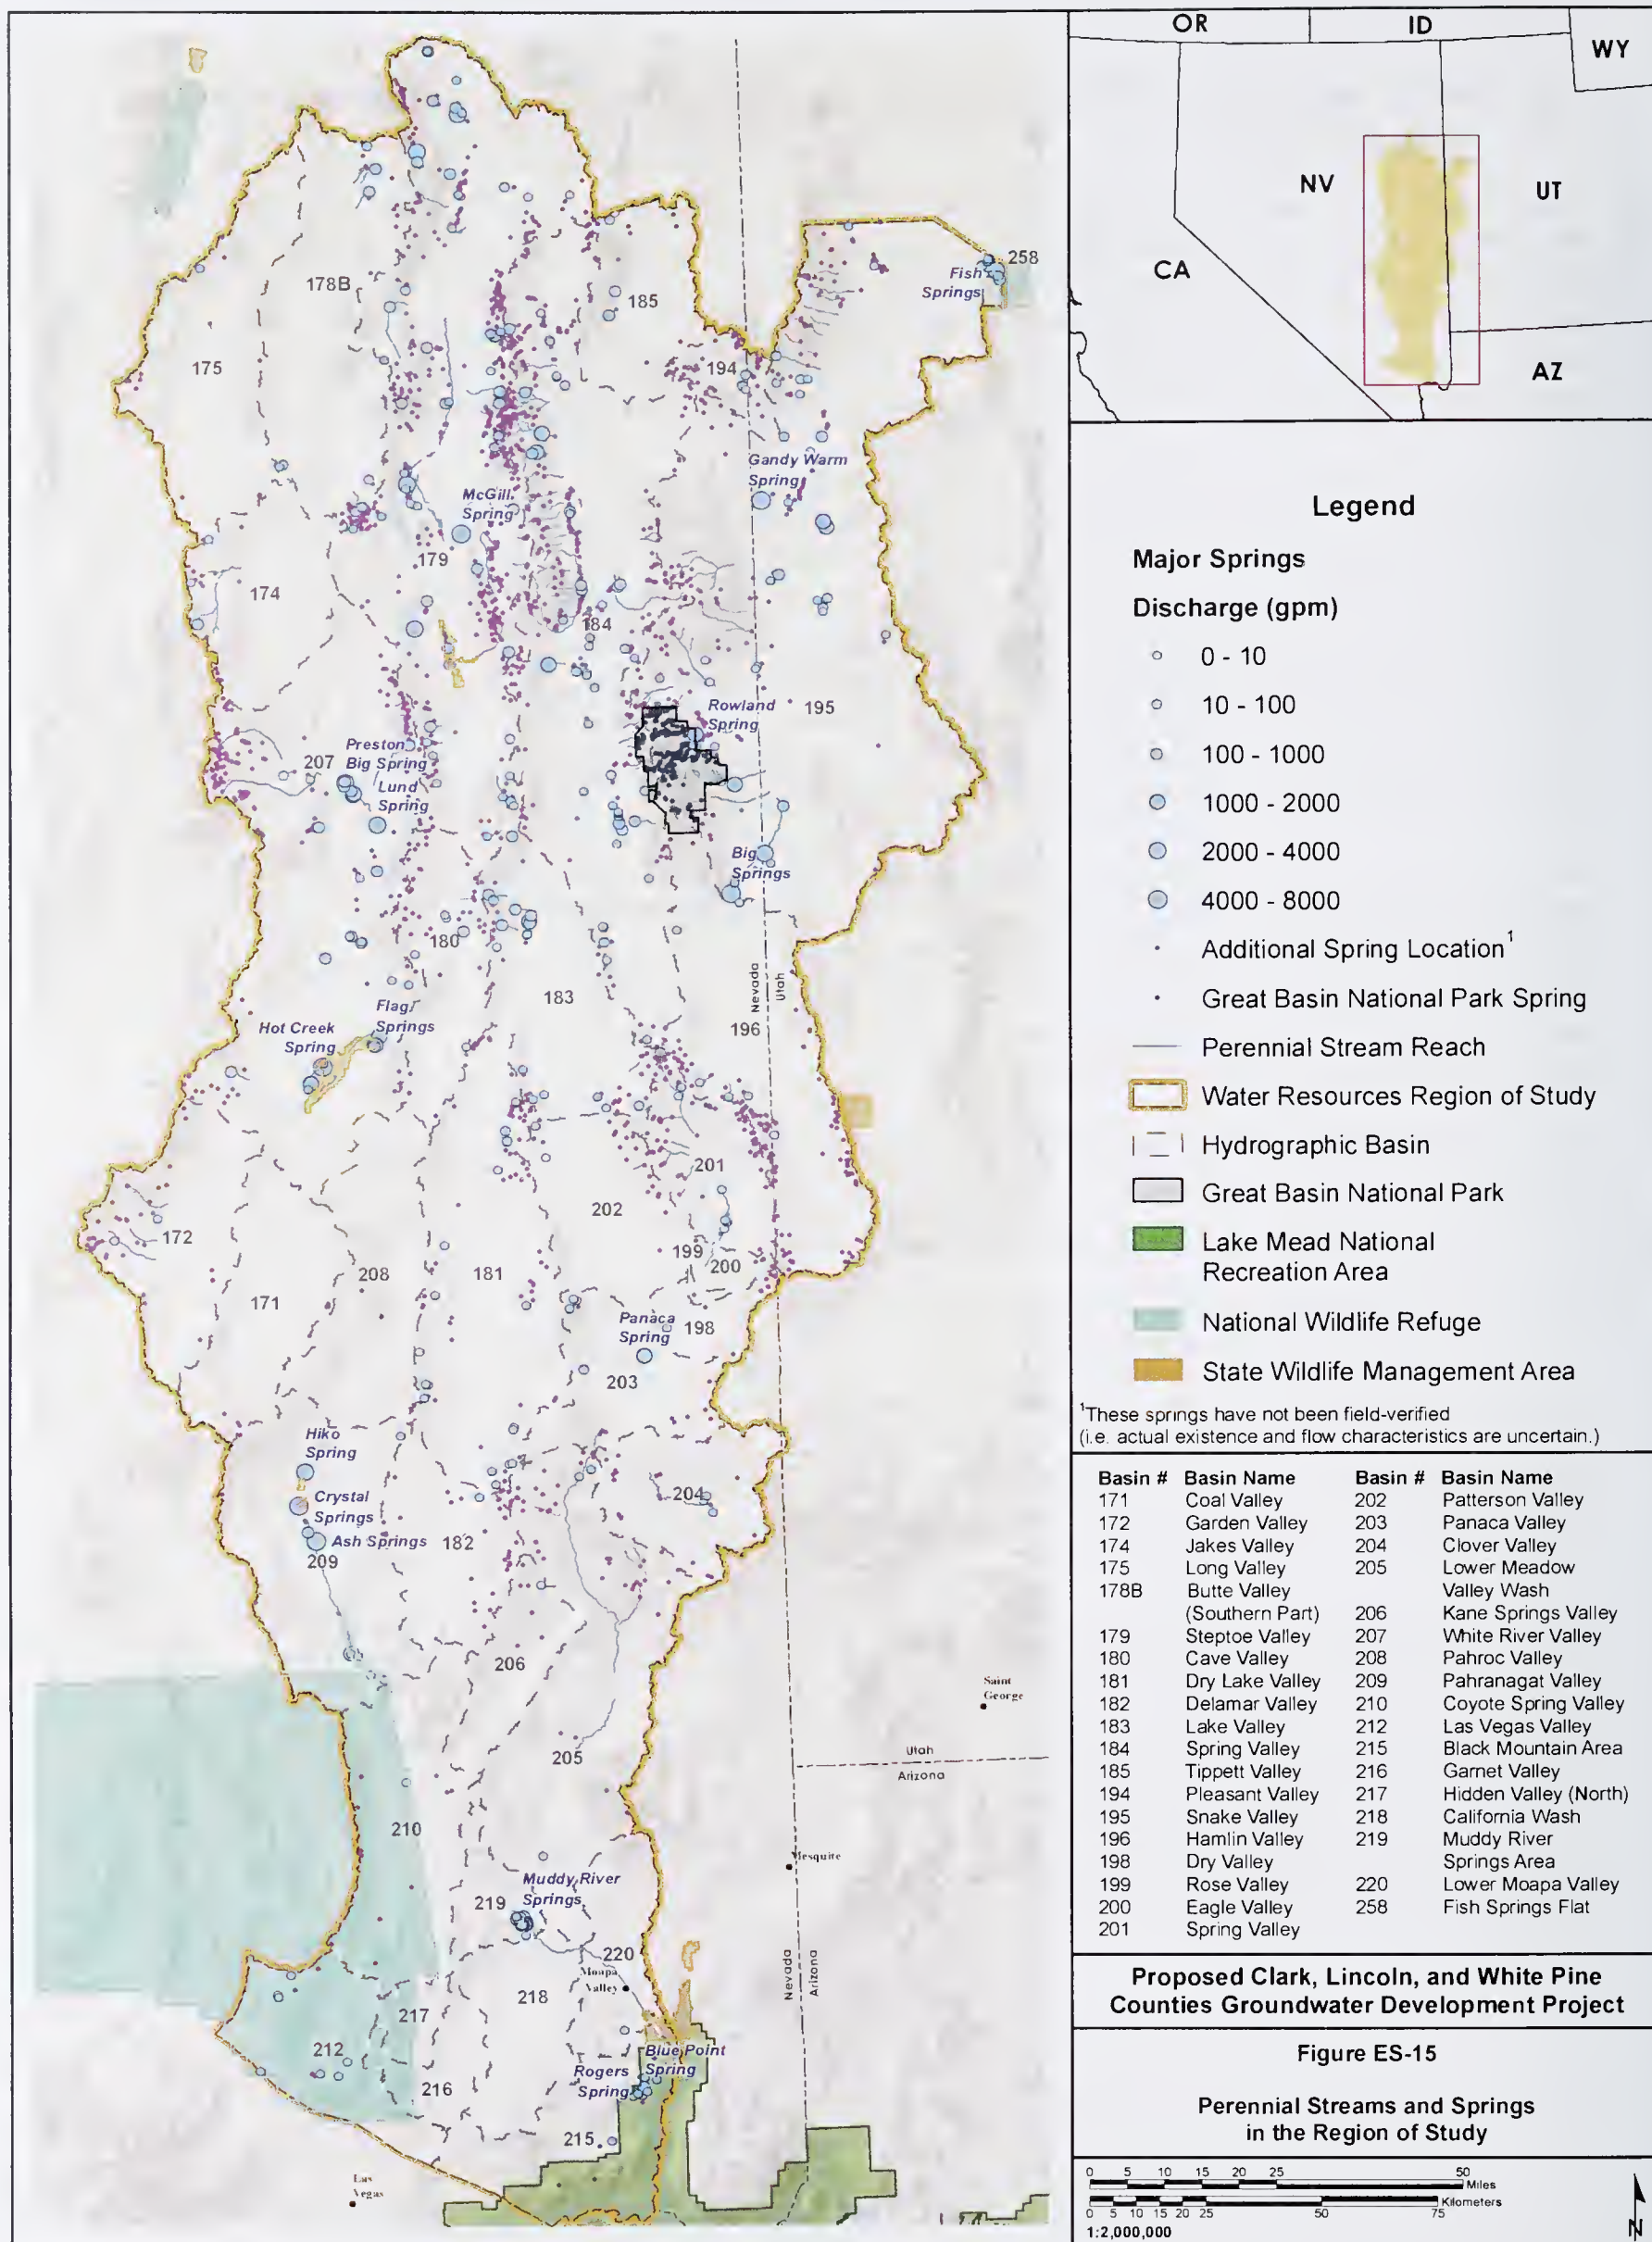 258
Fish
Springs
178B
185
175
194
Gandy Warm
Spring
McGill
Spring
179
174
184
Rowland
Spring
195
Preston
Big Spring
207
Lund
Spring
Big
Springs
180
183
Nevada
Utah
196
Flag
Springs
Hot Creek
Spring
201
202
172
199
200
208
181
171
Panaca
Spring
198
203
Hiko
Spring
204
Crystal
Springs
Ash Springs
182
209
206
Saint
George
205
Utah
Arizona
210
Mesquite
Muddy River
Springs
219
220
Moapa
Valley
Nevada
Arizona
218
217
212
Blue Point
Spring
Rogers
Spring
216
215
Las
Vegas
OR
ID
WY
NV
UT
CA
AZ
Legend
Major Springs
Discharge (gpm)
0 - 10
10 - 100
100 - 1000
1000 - 2000
2000 - 4000
4000 - 8000
Additional Spring Location1
Great Basin National Park Spring
Perennial Stream Reach
Water Resources Region of Study
Hydrographic Basin
Great Basin National Park
Lake Mead National
Recreation Area
National Wildlife Refuge
State Wildlife Management Area
1These springs have not been field-verified
(i.e. actual existence and flow characteristics are uncertain.)
Basin # Basin Name Basin # Basin Name
171 Coal Valley 202 Patterson Valley
172 Garden Valley 203 Panaca Valley
174 Jakes Valley 204 Clover Valley
175 Long Valley 205 Lower Meadow
178B Butte Valley Valley Wash
(Southern Part) 206 Kane Springs Valley
179 Steptoe Valley 207 White River Valley
180 Cave Valley 208 Pahroc Valley
181 Dry Lake Valley 209 Pahranagat Valley
182 Delamar Valley 210 Coyote Spring Valley
183 Lake Valley 212 Las Vegas Valley
184 Spring Valley 215 Black Mountain Area
185 Tippett Valley 216 Garnet Valley
194 Pleasant Valley 217 Hidden Valley (North)
195 Snake Valley 218 California Wash
196 Hamlin Valley 219 Muddy River
198 Dry Valley Springs Area
199 Rose Valley 220 Lower Moapa Valley
200 Eagle Valley 258 Fish Springs Flat
201 Spring Valley
Proposed Clark, Lincoln, and White Pine
Counties Groundwater Development Project
Figure ES-15
Perennial Streams and Springs
in the Region of Study
0 5 10 15 20 25 50
Miles
Kilometers
0 5 10 15 20 25 50 75
1:2,000,000
N